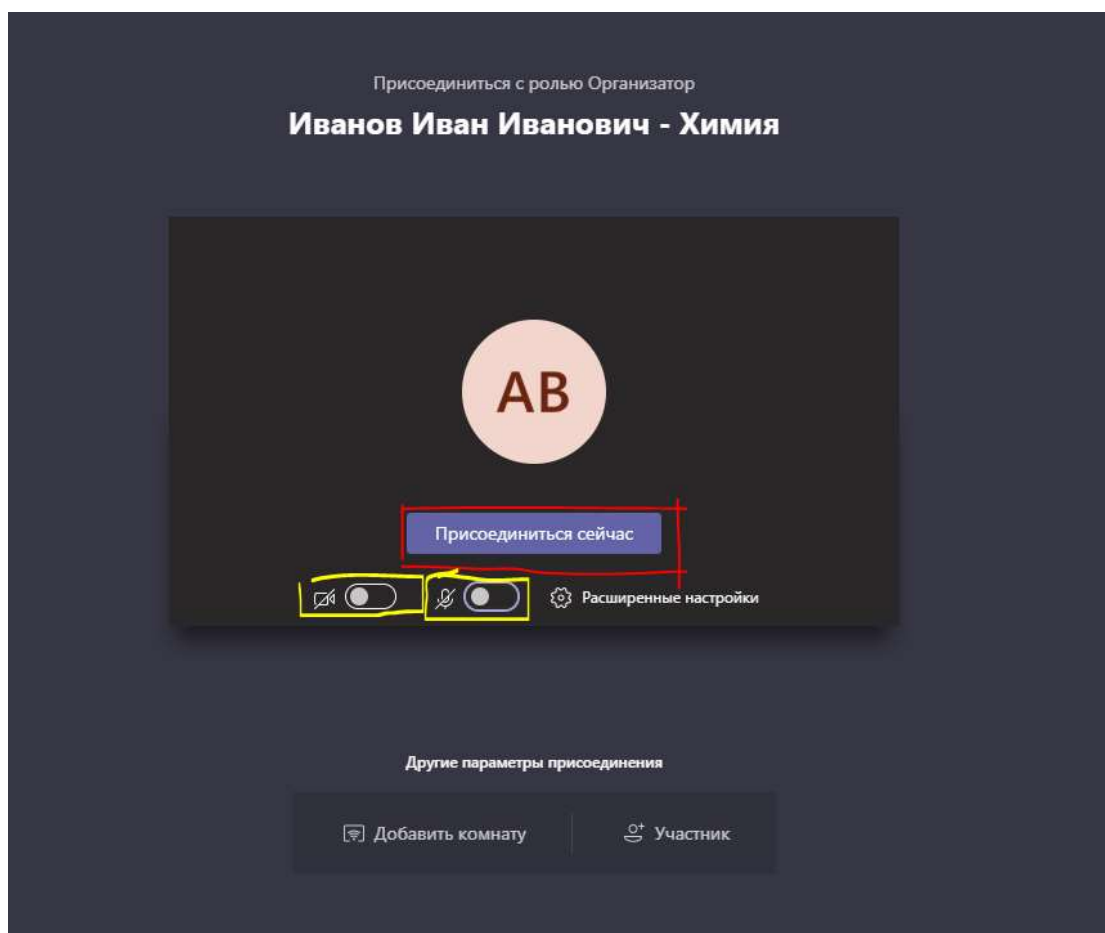 Присоединиться с ролью Организатор
Иванов Иван Иванович - Химия
АВ
Присоединиться сейчас
Расширенные настройки
Другие параметры присоединения
Добавить комнату
Участник